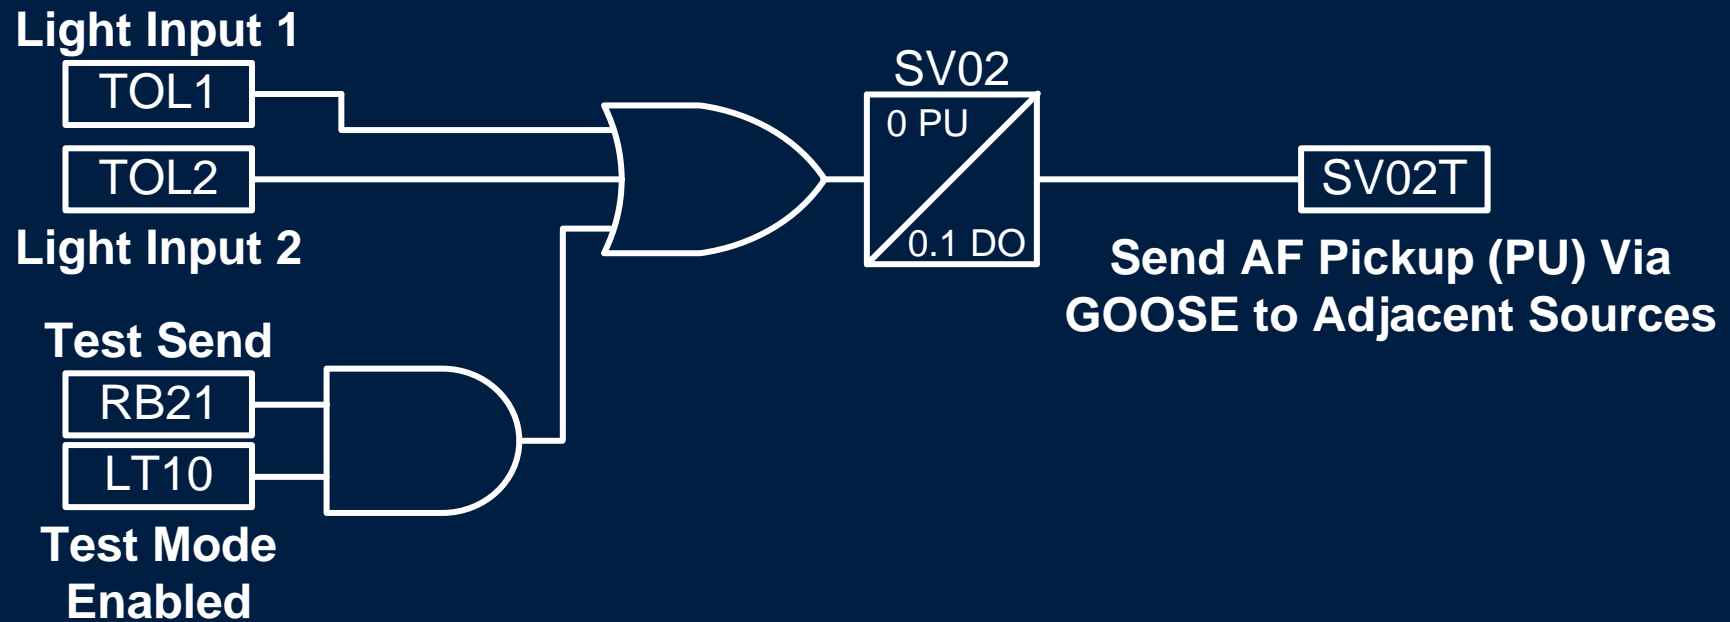 Light Input 1
TOL1
TOL2
Light Input 2
Test Send
RB21
LT10
Test Mode
Enabled
SV02
0 PU
0.1 DO
SV02T
Send AF Pickup (PU) Via
GOOSE to Adjacent Sources